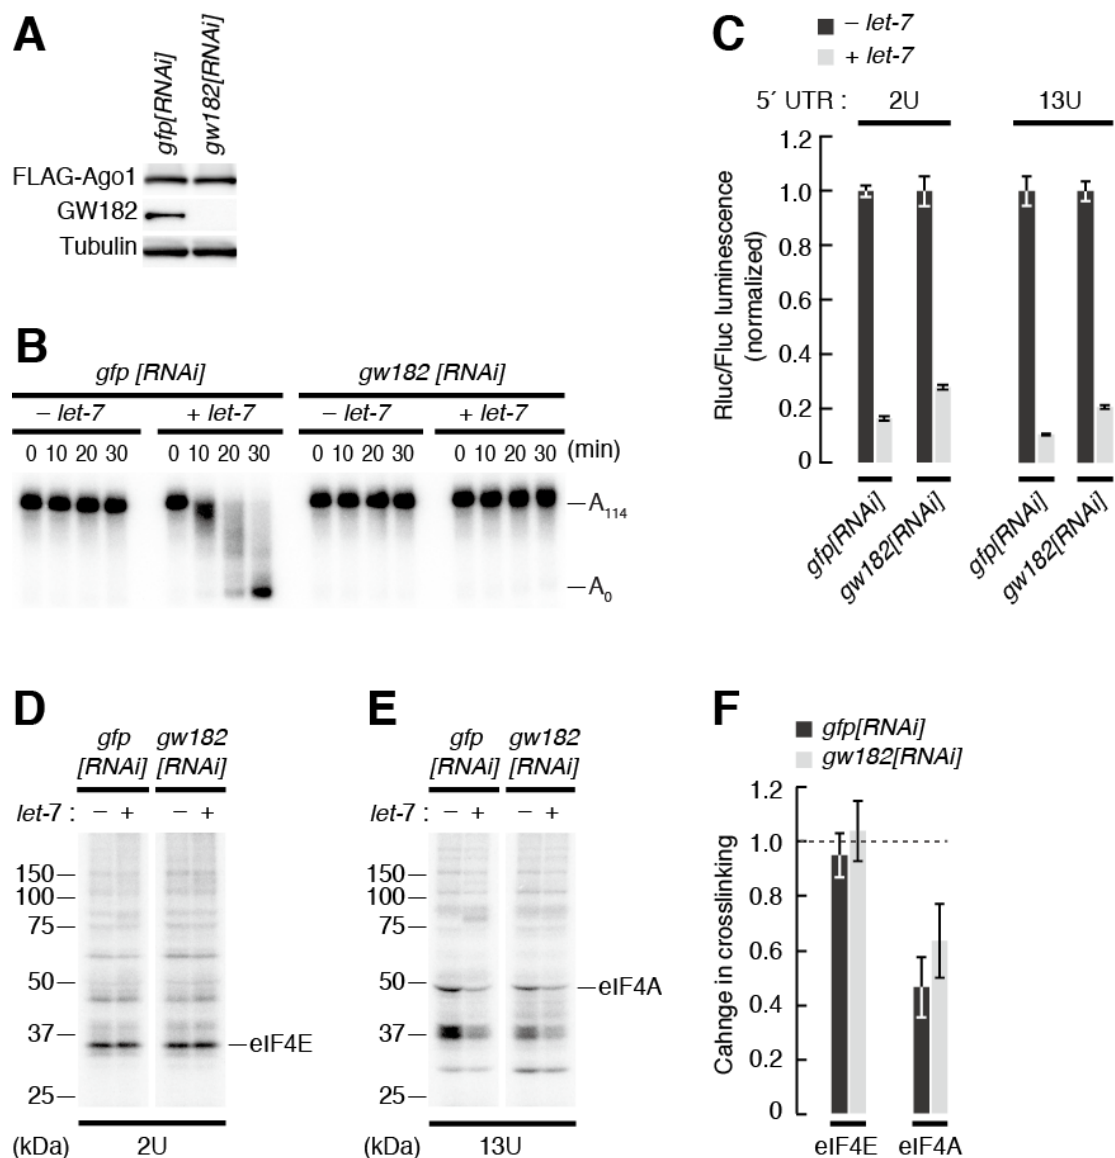 A
gfp[RNAi]
gw182[RNAi]
FLAG-Ago1
GW182
Tubulin
B
gfp [RNAi]
gw182 [RNAi]
– let-7
+ let-7
– let-7
+ let-7
0 10 20 30
0 10 20 30
0 10 20 30
0 10 20 30 (min)
A114
A0
C
– let-7
+ let-7
5´ UTR : 2U 13U
Rluc/Fluc luminescence
(normalized)
1.2
1.0
0.8
0.6
0.4
0.2
0
gfp[RNAi]
gw182[RNAi]
gfp[RNAi]
gw182[RNAi]
D
gfp
[RNAi]
gw182
[RNAi]
let-7 : – + – +
150
100
75
50
37
25
eIF4E
(kDa) 2U
E
gfp
[RNAi]
gw182
[RNAi]
let-7 : – + – +
150
100
75
50
37
25
eIF4A
(kDa) 13U
F
gfp[RNAi]
gw182[RNAi]
Cahnge in crosslinking
1.2
1.0
0.8
0.6
0.4
0.2
0
eIF4E eIF4A